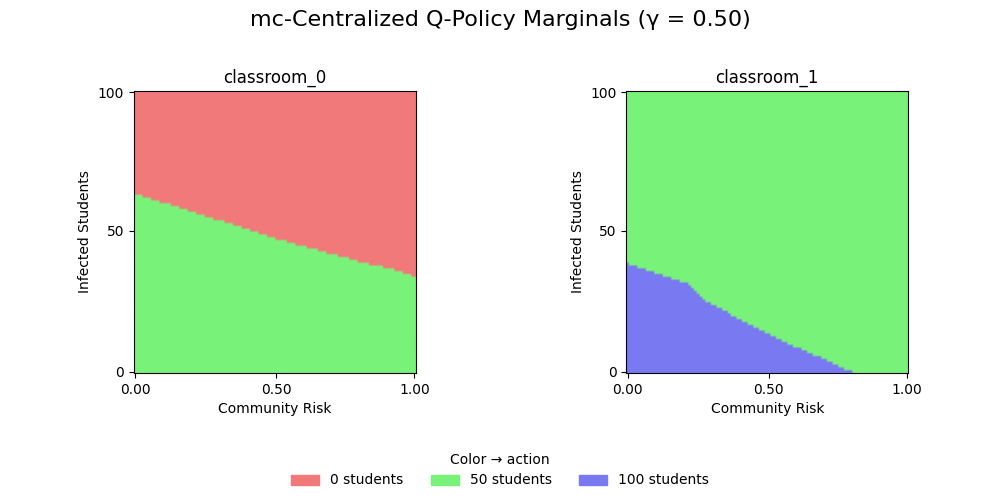 mc-Centralized Q-Policy Marginals (γ = 0.50)
classroom_0
classroom_1
100
50
0
Infected Students
0.00 0.50 1.00
Community Risk
100
50
0
Infected Students
0.00 0.50 1.00
Community Risk
Color → action
0 students 50 students 100 students